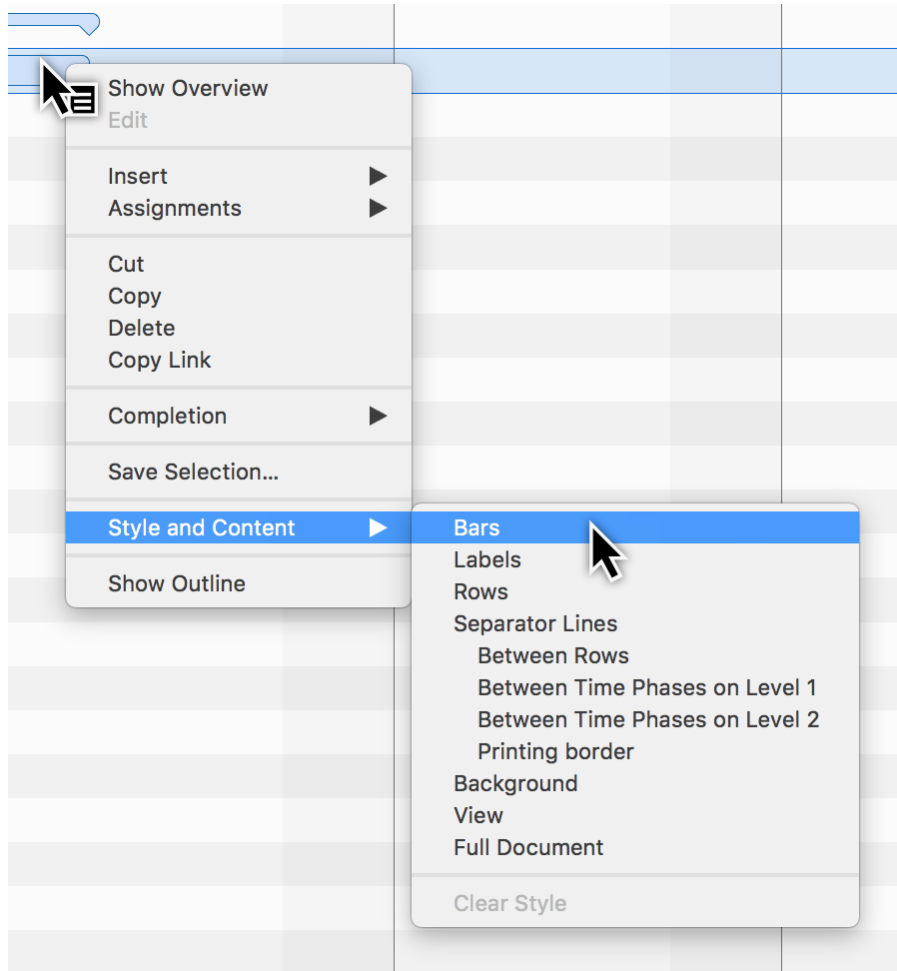 Show Overview
Edit
Insert
Assignments
Cut
Copy
Delete
Copy Link
Completion
Save Selection...
Style and Content
Show Outline
Bars
Labels
Rows
Separator Lines
Between Rows
Between Time Phases on Level 1
Between Time Phases on Level 2
Printing border
Background
View
Full Document
Clear Style